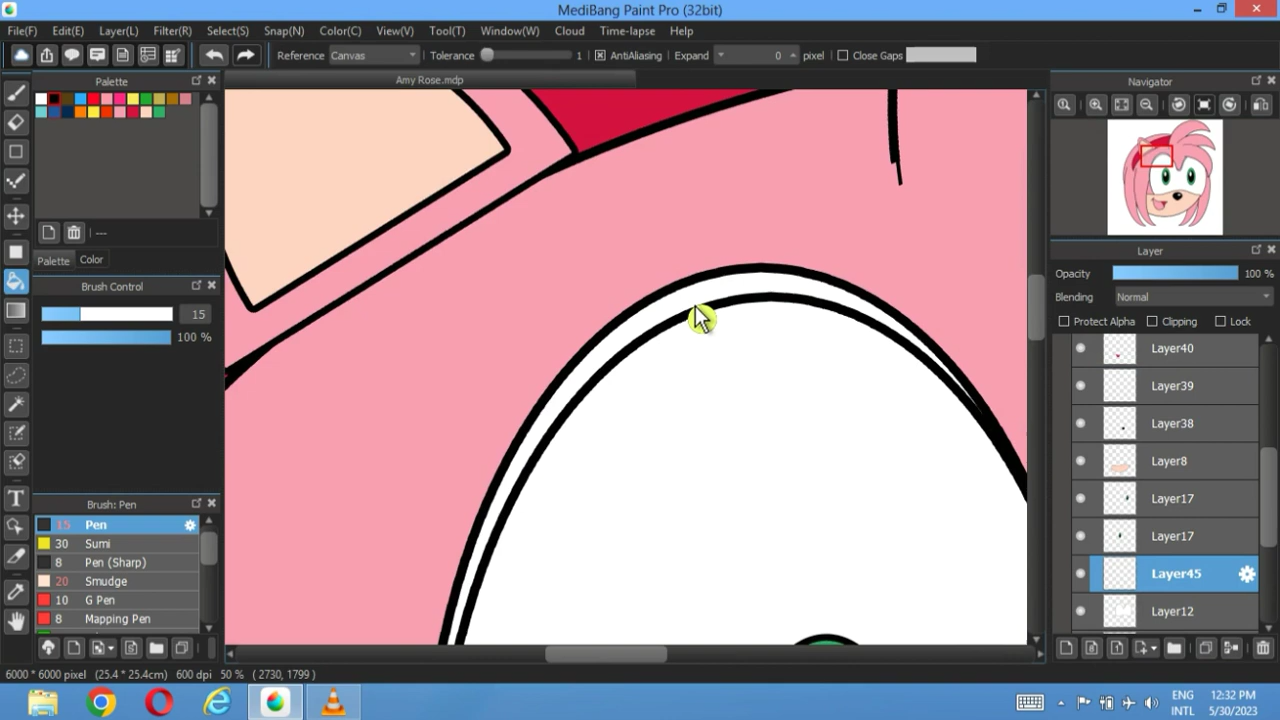 MediBang Paint Pro (32bit)
File(F) Edit(E) Layer(L) Filter(R) Select(S) Snap(N) Color(C) View(V) Tool(T) Window(W) Cloud Time-lapse Help
Reference Canvas Tolerance 1 AntiAliasing Expand 0 pixel Close Gaps
Palette
Amy Rose.mdp
Navigator
---
Palette Color
Brush Control
15
100 %
Brush: Pen
15 Pen
30 Sumi
8 Pen (Sharp)
20 Smudge
10 G Pen
8 Mapping Pen
Layer
Opacity 100 %
Blending Normal
Protect Alpha Clipping Lock
Layer40
Layer39
Layer38
Layer8
Layer17
Layer17
Layer45
Layer12
T
6000 * 6000 pixel (25.4 * 25.4cm) 600 dpi 50 % ( 2730, 1799 )
ENG
INTL
12:32 PM
5/30/2023